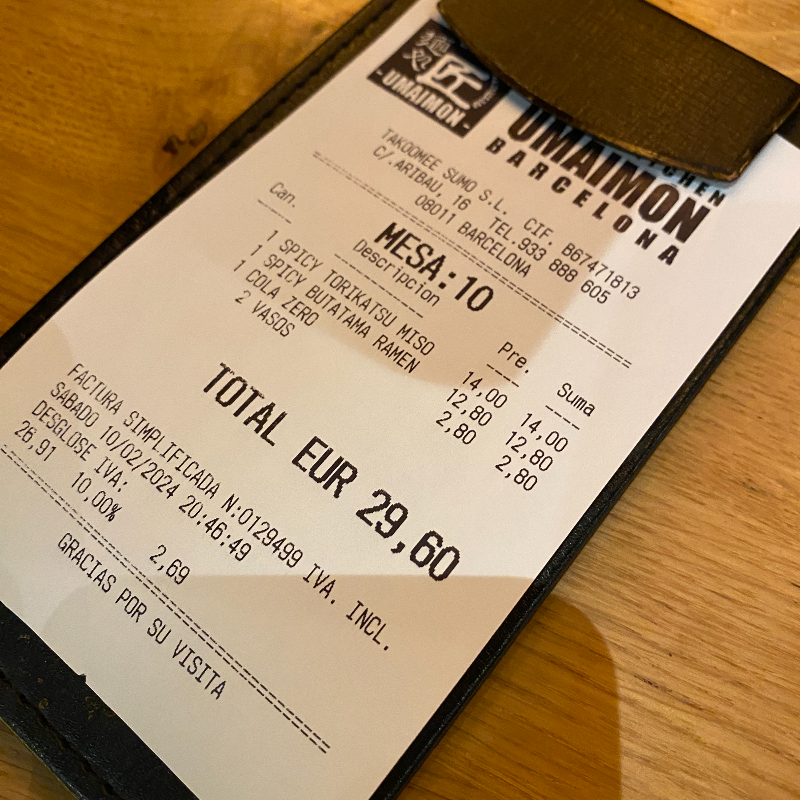 麺処
匠
-UMAIMON-
UMAIMON
BARCELONA
TAKOOMEE SUMO S.L. CIF. B67471813
C/.ARIBAU, 16 TEL.933 888 605
08011 BARCELONA
MESA:10
Can. Descripcion Pre. Suma
1 SPICY TORIKATSU MISO 14,00 14,00
1 SPICY BUTATAMA RAMEN 12,80 12,80
1 COLA ZERO 2,80 2,80
2 VASOS
TOTAL EUR 29,60
FACTURA SIMPLIFICADA N:0129499 IVA. INCL.
SABADO 10/02/2024 20:46:49
DESGLOSE IVA:
26,91 10,00% 2,69
GRACIAS POR SU VISITA